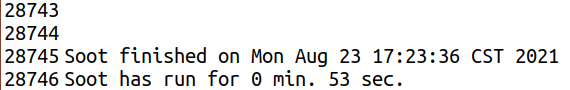 28743
28744
28745 Soot finished on Mon Aug 23 17:23:36 CST 2021
28746 Soot has run for 0 min. 53 sec.